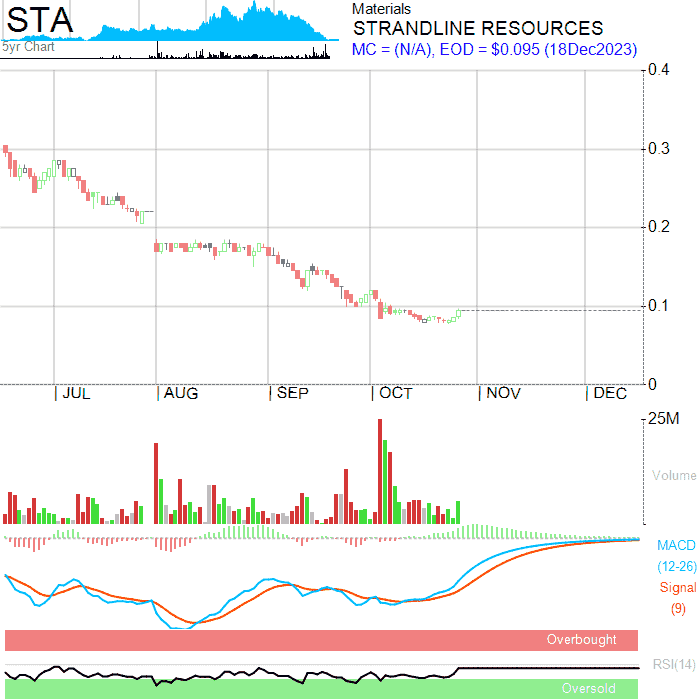 STA
5yr Chart
Materials
STRANDLINE RESOURCES
MC = (N/A), EOD = $0.095 (18Dec2023)
0.4
0.3
0.2
0.1
0
JUL AUG SEP OCT NOV DEC
25M
Volume
MACD
(12-26)
Signal
(9)
Overbought
RSI(14)
Oversold